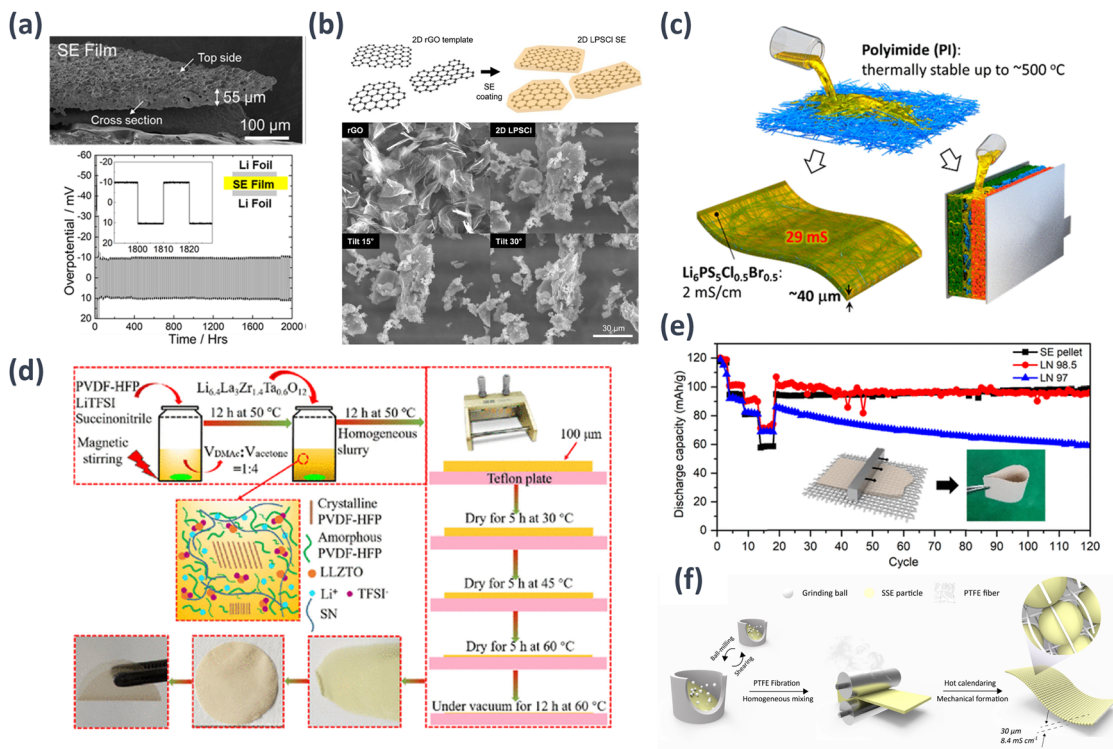 (a)
SE Film
Top side
55 μm
Cross section
100 μm
-60
-50
-40
-30
-20
-10
0
10
20
Overpotential / mV
-20
-10
0
10
20
1800 1810 1820
Li Foil
SE Film
Li Foil
0 400 800 1200 1600 2000
Time / Hrs
(b)
2D rGO template
2D LPSCl SE
SE
coating
rGO
2D LPSCl
Tilt 15°
Tilt 30°
30 μm
(c)
Polyimide (PI):
thermally stable up to ~500 °C
29 mS
Li₆PS₅Cl₀.₅Br₀.₅:
2 mS/cm
~40 μm
(d)
PVDF-HFP
LiTFSI
Succinonitrile
Magnetic
stirring
Li₆.₄La₃Zr₁.₄Ta₀.₆O₁₂
12 h at 50 °C
V_DMAc:V_acetone
=1:4
12 h at 50 °C
Homogeneous
slurry
Crystalline
PVDF-HFP
Amorphous
PVDF-HFP
LLZTO
Li⁺ TFSI⁻
SN
100 μm
Teflon plate
Dry for 5 h at 30 °C
Dry for 5 h at 45 °C
Dry for 5 h at 60 °C
Under vacuum for 12 h at 60 °C
(e)
Discharge capacity (mAh/g)
120
100
80
60
40
20
0
SE pellet
LN 98.5
LN 97
0 10 20 30 40 50 60 70 80 90 100 110 120
Cycle
(f)
Grinding ball
SSE particle
PTFE fiber
Ball-milling
Shearing
PTFE Fibration
Homogeneous mixing
Hot calendaring
Mechanical formation
30 μm
8.4 mS cm⁻¹